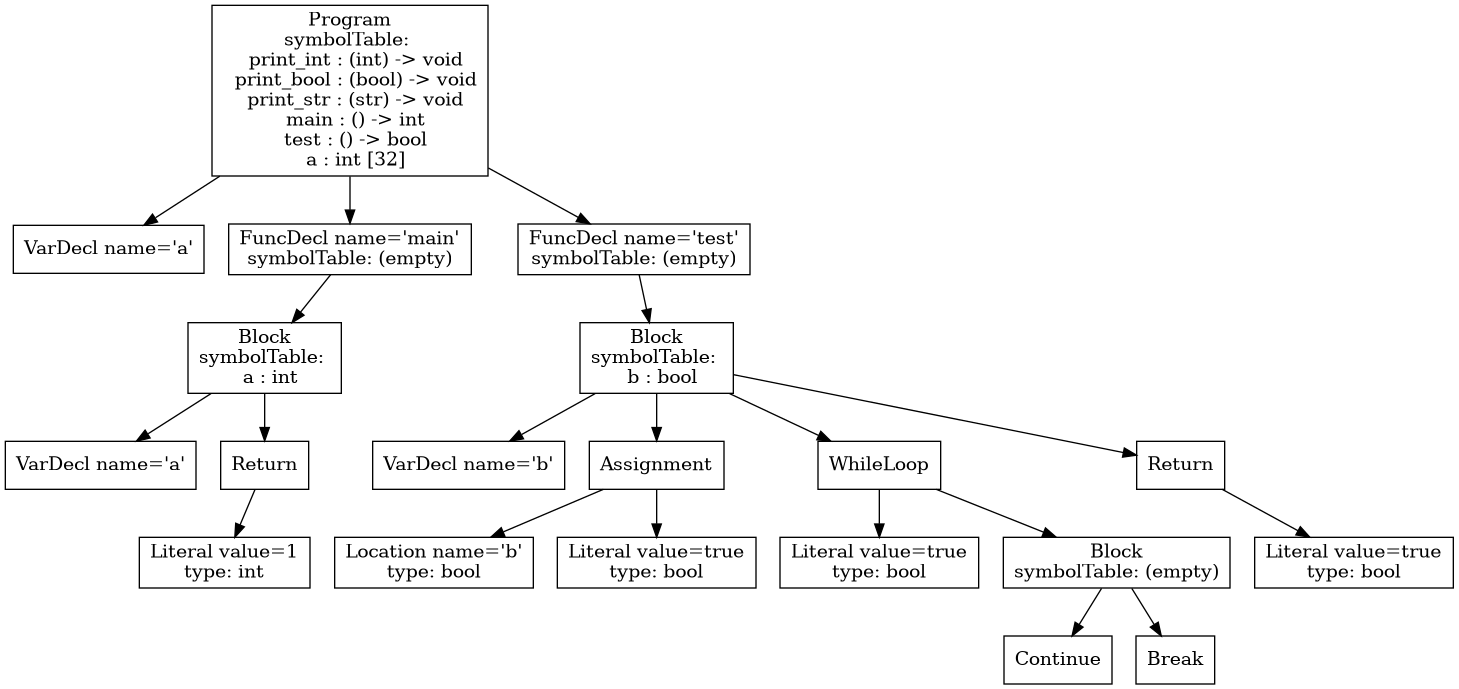 Program
symbolTable:
print_int : (int) -> void
print_bool : (bool) -> void
print_str : (str) -> void
main : () -> int
test : () -> bool
a : int [32]
VarDecl name='a'
FuncDecl name='main'
symbolTable: (empty)
FuncDecl name='test'
symbolTable: (empty)
Block
symbolTable:
a : int
Block
symbolTable:
b : bool
VarDecl name='a'
Return
VarDecl name='b'
Assignment
WhileLoop
Return
Literal value=1
type: int
Location name='b'
type: bool
Literal value=true
type: bool
Literal value=true
type: bool
Block
symbolTable: (empty)
Literal value=true
type: bool
Continue
Break